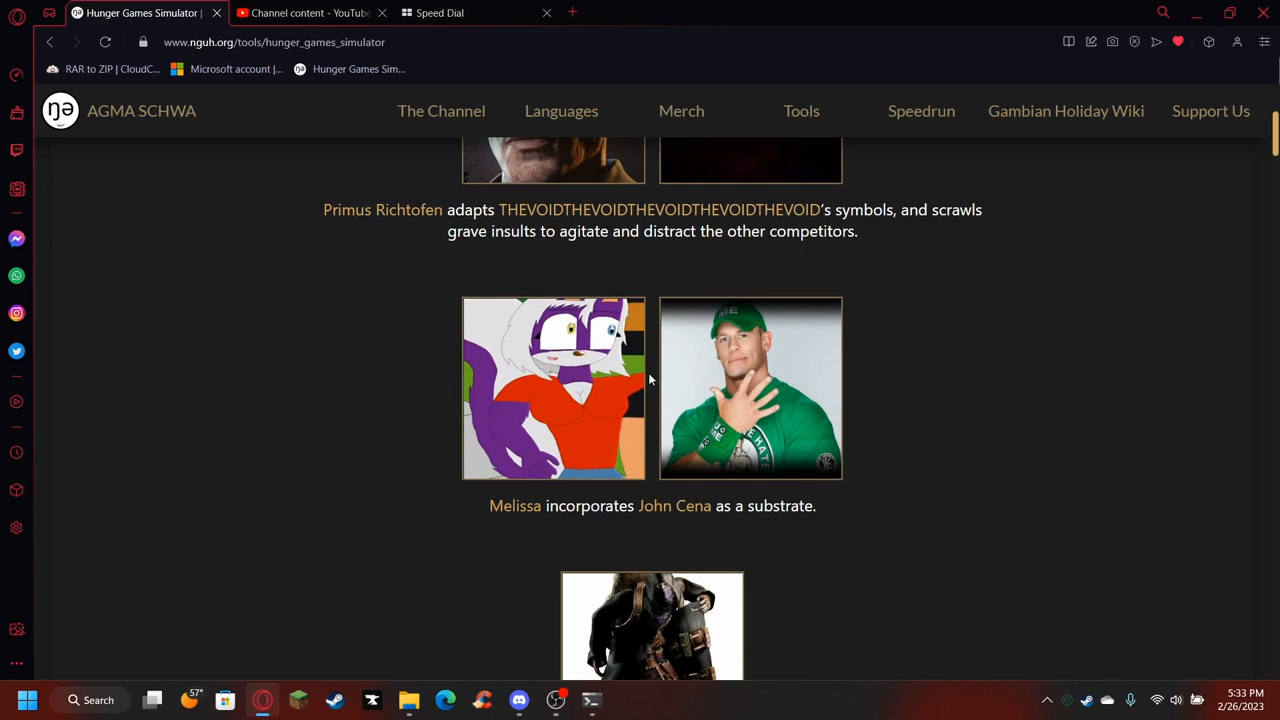 Hunger Games Simulator |
Channel content - YouTube
Speed Dial
www.nguh.org/tools/hunger_games_simulator
RAR to ZIP | CloudC...
Microsoft account |...
Hunger Games Sim...
ŋə AGMA SCHWA
The Channel
Languages
Merch
Tools
Speedrun
Gambian Holiday Wiki
Support Us
Primus Richtofen adapts THEVOIDTHEVOIDTHEVOIDTHEVOIDTHEVOID's symbols, and scrawls
grave insults to agitate and distract the other competitors.
ME
Melissa incorporates John Cena as a substrate.
57°
Search
5:33 PM
2/26/2023